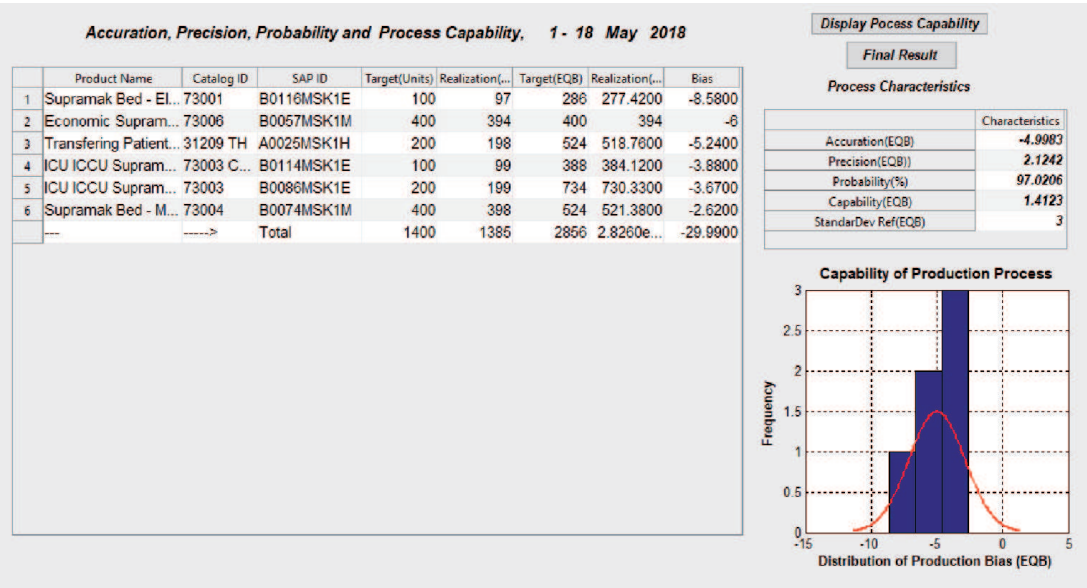 Accuration, Precision, Probability and Process Capability, 1 - 18 May 2018
Display Pocess Capability
Final Result
Product Name Catalog ID SAP ID Target(Units) Realization(... Target(EQB) Realization(... Bias
1 Supramak Bed - El... 73001 B0116MSK1E 100 97 286 277.4200 -8.5800
2 Economic Supram... 73006 B0057MSK1M 400 394 400 394 -6
3 Transfering Patient... 31209 TH A0025MSK1H 200 198 524 518.7600 -5.2400
4 ICU ICCU Supram... 73003 C... B0114MSK1E 100 99 388 384.1200 -3.8800
5 ICU ICCU Supram... 73003 B0086MSK1E 200 199 734 730.3300 -3.6700
6 Supramak Bed - M... 73004 B0074MSK1M 400 398 524 521.3800 -2.6200
--- -----> Total 1400 1385 2856 2.8260e... -29.9900
Process Characteristics
Characteristics
Accuration(EQB) -4.9983
Precision(EQB)) 2.1242
Probability(%) 97.0206
Capability(EQB) 1.4123
StandarDev Ref(EQB) 3
Capability of Production Process
3
2.5
2
1.5
1
0.5
0
Frequency
-15 -10 -5 0 5
Distribution of Production Bias (EQB)